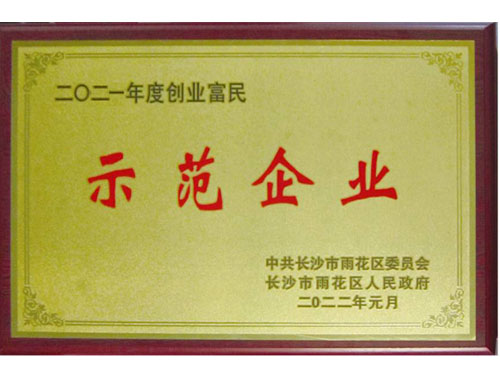 二〇二一年度创业富民
示范企业
中共长沙市雨花区委员会
长沙市雨花区人民政府
二〇二二年元月